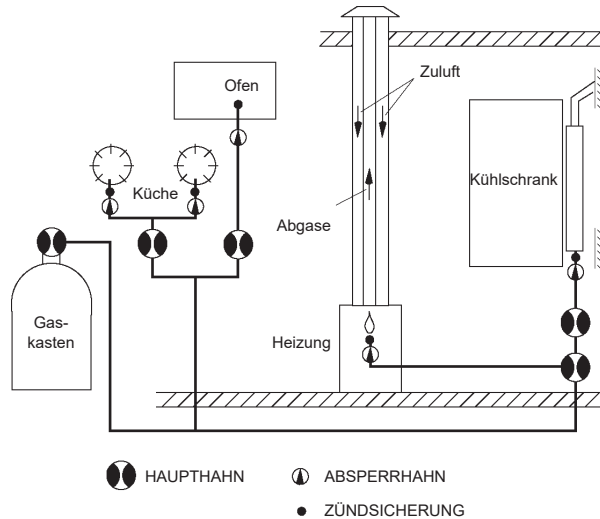 Ofen
Zuluft
Küche
Kühlschrank
Abgase
Gas-
kasten
Heizung
HAUPTHAHN
ABSPERRHAHN
ZÜNDSICHERUNG